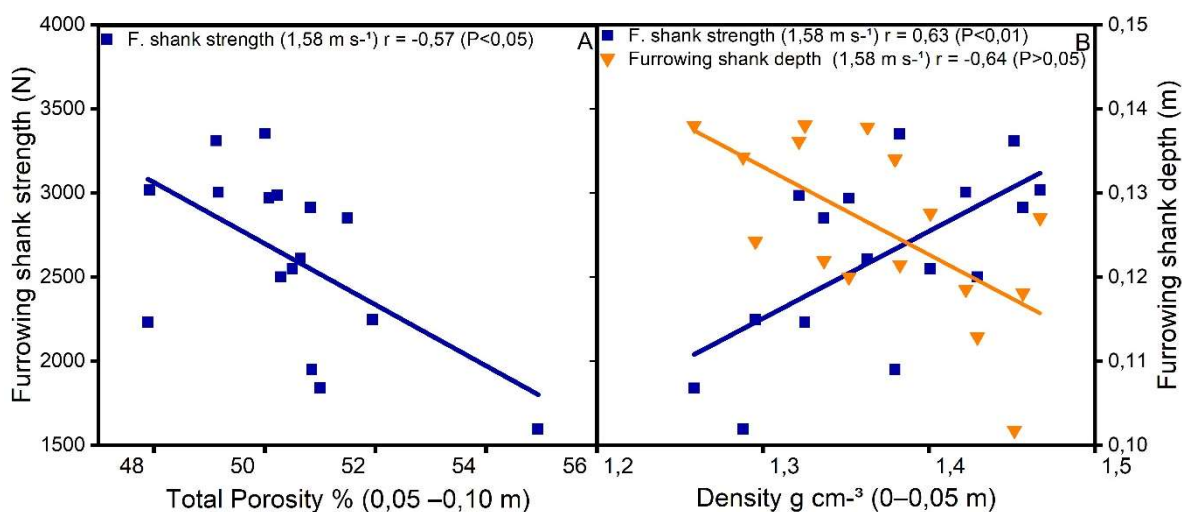 4000
3500
3000
2500
2000
1500
Furrowing shank strength (N)
F. shank strength (1,58 m s-¹) r = -0,57 (P<0,05)
A
48 50 52 54 56
Total Porosity % (0,05 –0,10 m)
F. shank strength (1,58 m s-¹) r = 0,63 (P<0,01)
Furrowing shank depth (1,58 m s-¹) r = -0,64 (P>0,05)
B
1,2 1,3 1,4 1,5
Density g cm-³ (0–0,05 m)
0,15
0,14
0,13
0,12
0,11
0,10
Furrowing shank depth (m)